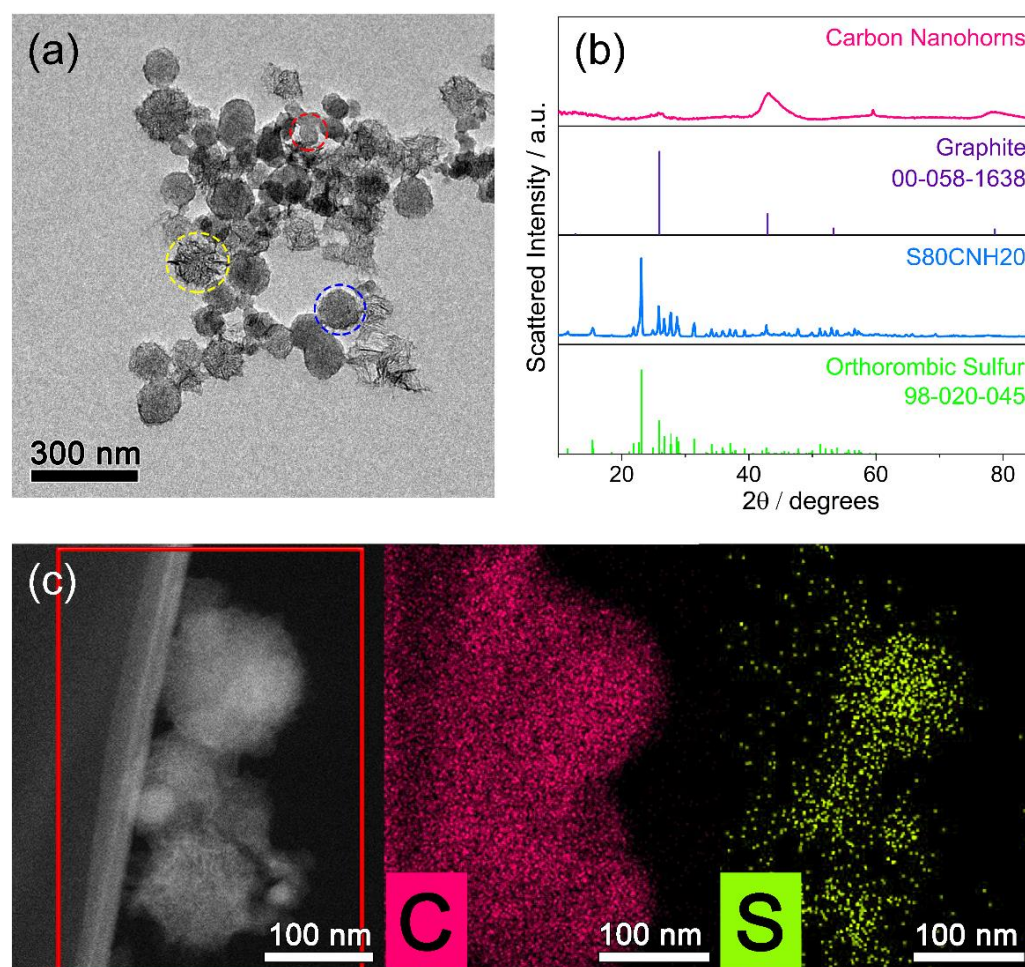 (a)
300 nm
(b)
Carbon Nanohorns
Graphite
00-058-1638
S80CNH20
Orthorombic Sulfur
98-020-045
Scattered Intensity / a.u.
20 40 60 80
2θ / degrees
(c)
100 nm
C
100 nm
S
100 nm